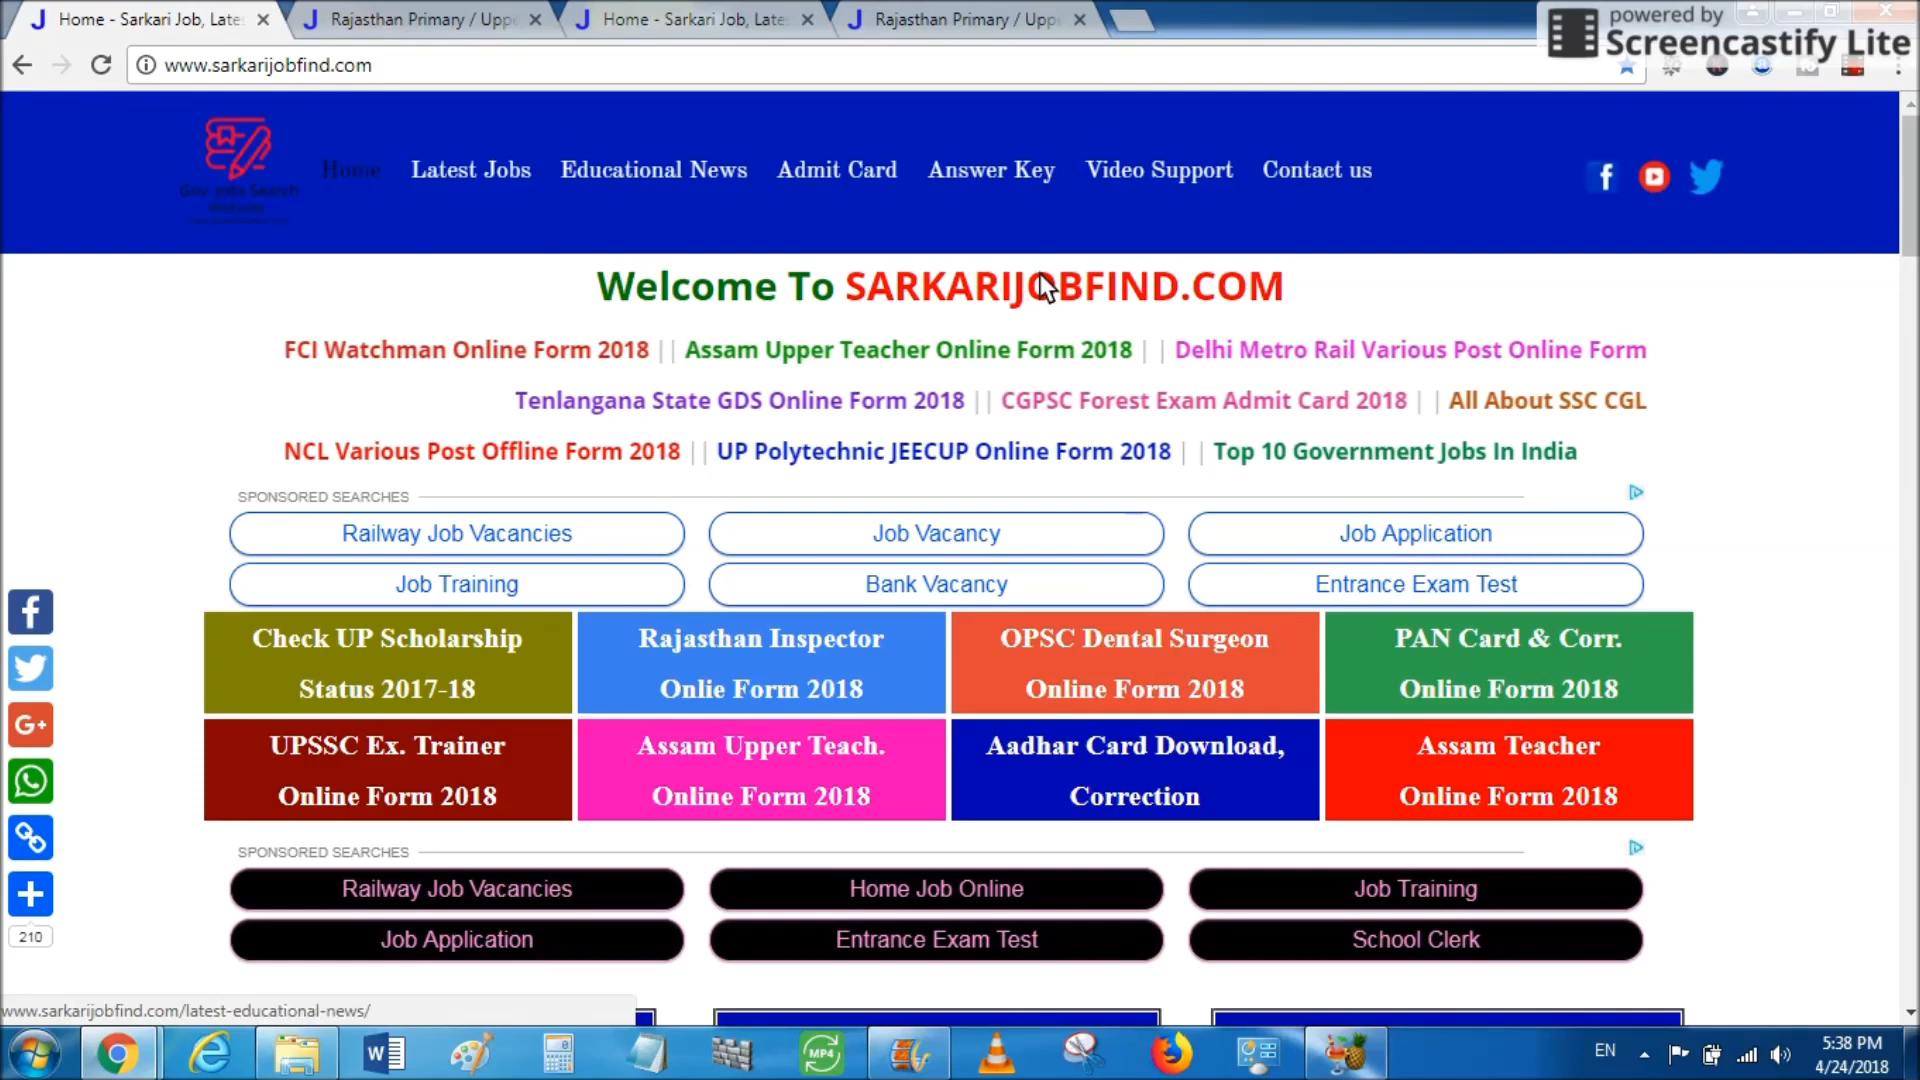 Home - Sarkari Job, Late
Rajasthan Primary / Upp
Home - Sarkari Job, Late
Rajasthan Primary / Upp
powered by
Screencastify Lite
www.sarkarijobfind.com
Gov. Jobs Search
Home
Latest Jobs
Educational News
Admit Card
Answer Key
Video Support
Contact us
Welcome To SARKARIJOBFIND.COM
FCI Watchman Online Form 2018 || Assam Upper Teacher Online Form 2018 || Delhi Metro Rail Various Post Online Form
Tenlangana State GDS Online Form 2018 || CGPSC Forest Exam Admit Card 2018 || All About SSC CGL
NCL Various Post Offline Form 2018 || UP Polytechnic JEECUP Online Form 2018 || Top 10 Government Jobs In India
SPONSORED SEARCHES
Railway Job Vacancies
Job Vacancy
Job Application
Job Training
Bank Vacancy
Entrance Exam Test
Check UP Scholarship
Status 2017-18
Rajasthan Inspector
Onlie Form 2018
OPSC Dental Surgeon
Online Form 2018
PAN Card & Corr.
Online Form 2018
UPSSC Ex. Trainer
Online Form 2018
Assam Upper Teach.
Online Form 2018
Aadhar Card Download,
Correction
Assam Teacher
Online Form 2018
G+
210
SPONSORED SEARCHES
Railway Job Vacancies
Home Job Online
Job Training
Job Application
Entrance Exam Test
School Clerk
www.sarkarijobfind.com/latest-educational-news/
MP4
EN
5:38 PM
4/24/2018